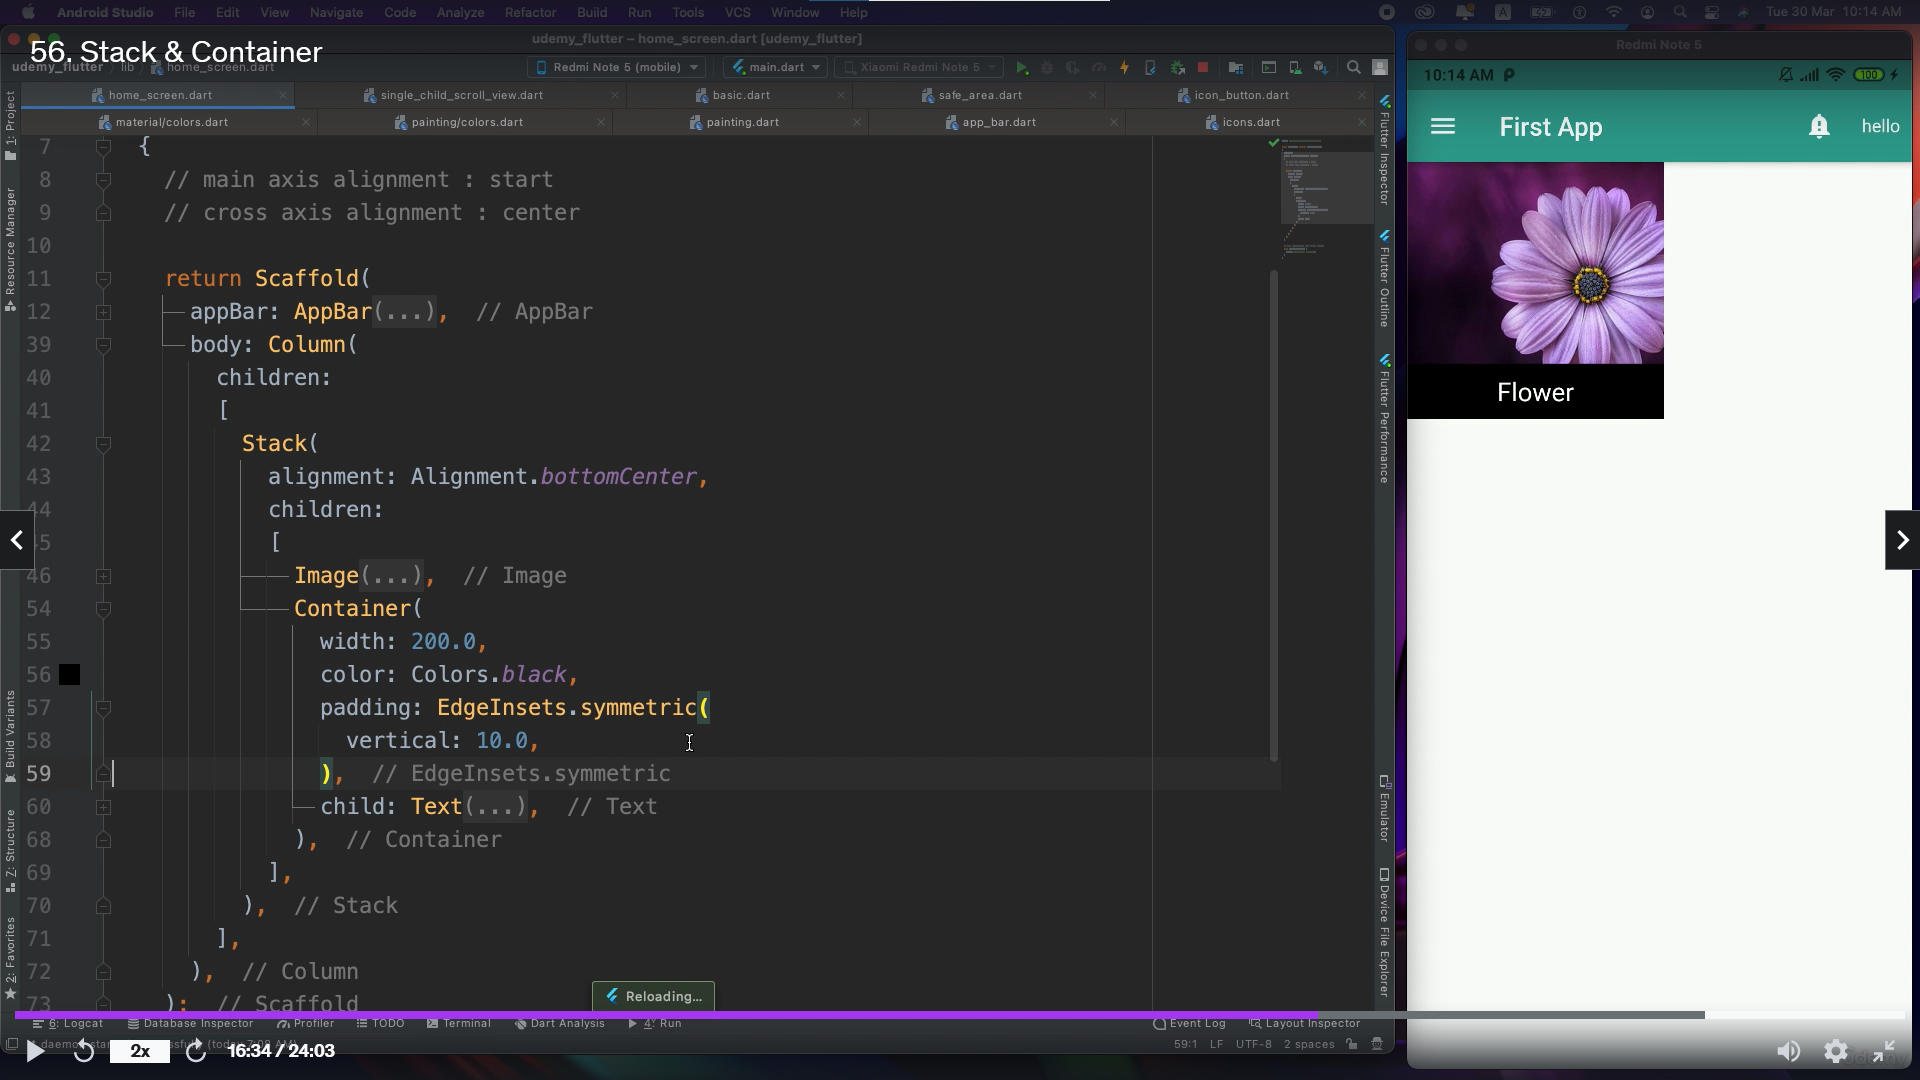 Android Studio File Edit View Navigate Code Analyze Refactor Build Run Tools VCS Window Help
Tue 30 Mar 10:14 AM
udemy_flutter – home_screen.dart [udemy_flutter]
56. Stack & Container
udemy_flutter lib home_screen.dart
Redmi Note 5 (mobile) main.dart Xiaomi Redmi Note 5
home_screen.dart single_child_scroll_view.dart basic.dart safe_area.dart icon_button.dart
material/colors.dart painting/colors.dart painting.dart app_bar.dart icons.dart
1: Project
Resource Manager
Build Variants
Z: Structure
2: Favorites
7 {
8 // main axis alignment : start
9 // cross axis alignment : center
10
11 return Scaffold(
12 appBar: AppBar(...), // AppBar
39 body: Column(
40 children:
41 [
42 Stack(
43 alignment: Alignment.bottomCenter,
44 children:
45 [
46 Image(...), // Image
54 Container(
55 width: 200.0,
56 color: Colors.black,
57 padding: EdgeInsets.symmetric(
58 vertical: 10.0,
59 ), // EdgeInsets.symmetric
60 child: Text(...), // Text
68 ), // Container
69 ],
70 ), // Stack
71 ],
72 ), // Column
73 ); // Scaffold
Reloading...
Flutter Inspector
Flutter Outline
Flutter Performance
Emulator
Device File Explorer
6: Logcat Database Inspector Profiler TODO Terminal Dart Analysis 4: Run Event Log Layout Inspector
59:1 LF UTF-8 2 spaces
2x 16:34 / 24:03
Redmi Note 5
10:14 AM
100
First App hello
Flower